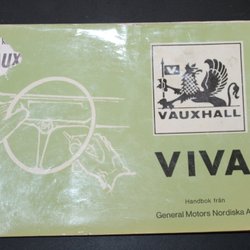 UX
V
VAUXHALL
VIVA
Handbok från
General Motors Nordiska A